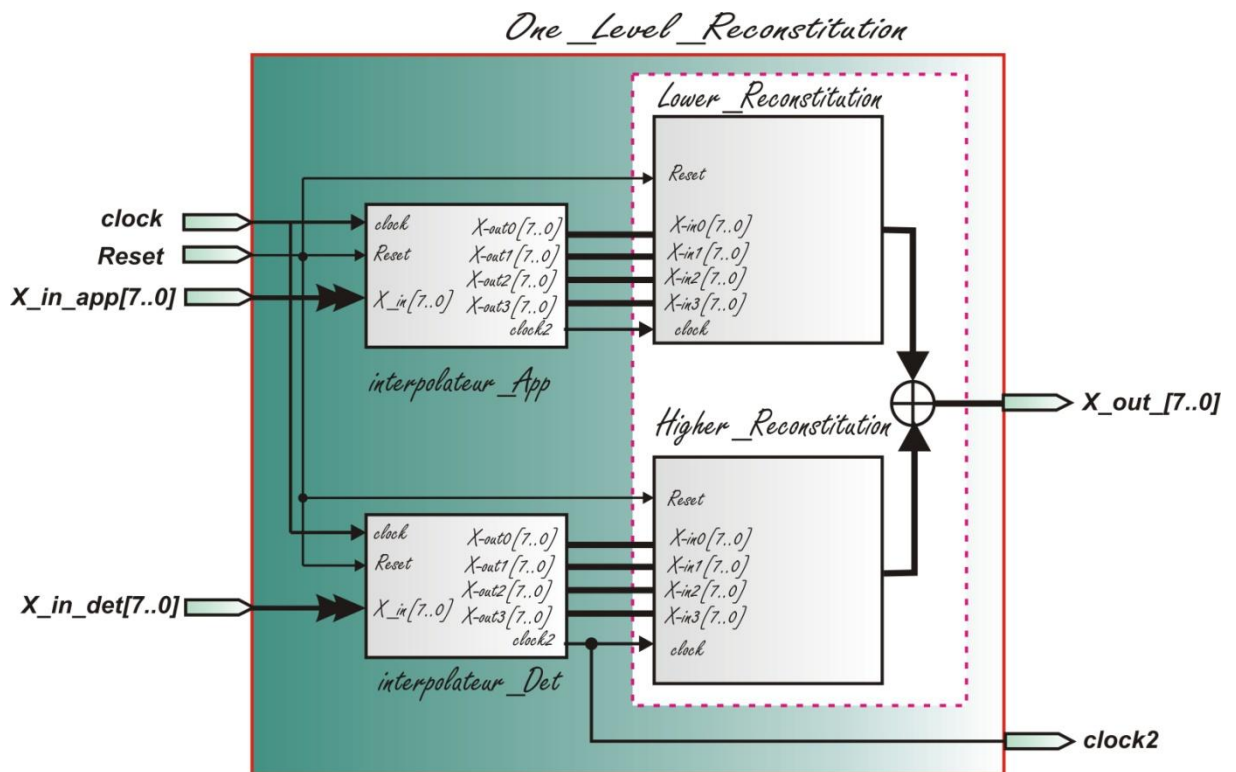 One_Level_Reconstitution
clock
Reset
X_in_app[7..0]
X_in_det[7..0]
clock
Reset
X_in[7..0]
X-out0[7..0]
X-out1[7..0]
X-out2[7..0]
X-out3[7..0]
clock2
interpolateur_App
Lower_Reconstitution
Reset
X-in0[7..0]
X-in1[7..0]
X-in2[7..0]
X-in3[7..0]
clock
clock
Reset
X_in[7..0]
X-out0[7..0]
X-out1[7..0]
X-out2[7..0]
X-out3[7..0]
clock2
interpolateur_Det
Higher_Reconstitution
Reset
X-in0[7..0]
X-in1[7..0]
X-in2[7..0]
X-in3[7..0]
clock
X_out_[7..0]
clock2